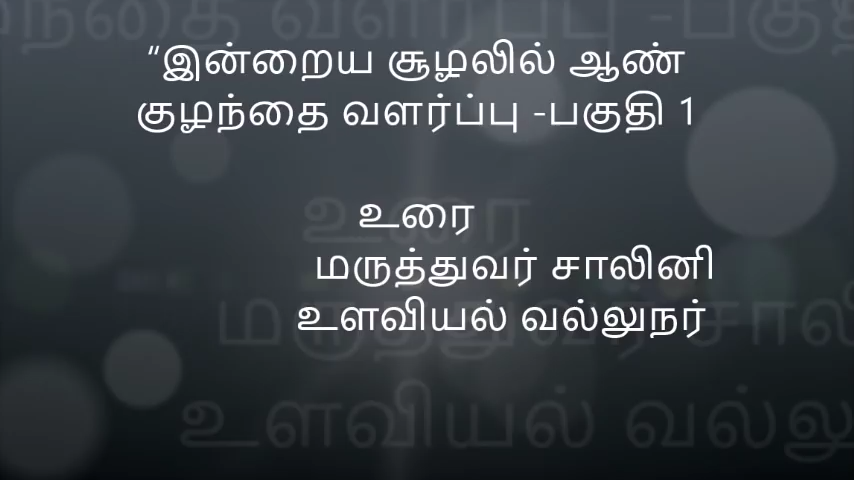 “இன்றைய சூழலில் ஆண்
குழந்தை வளர்ப்பு -பகுதி 1
உரை
மருத்துவர் சாலினி
உளவியல் வல்லுநர்